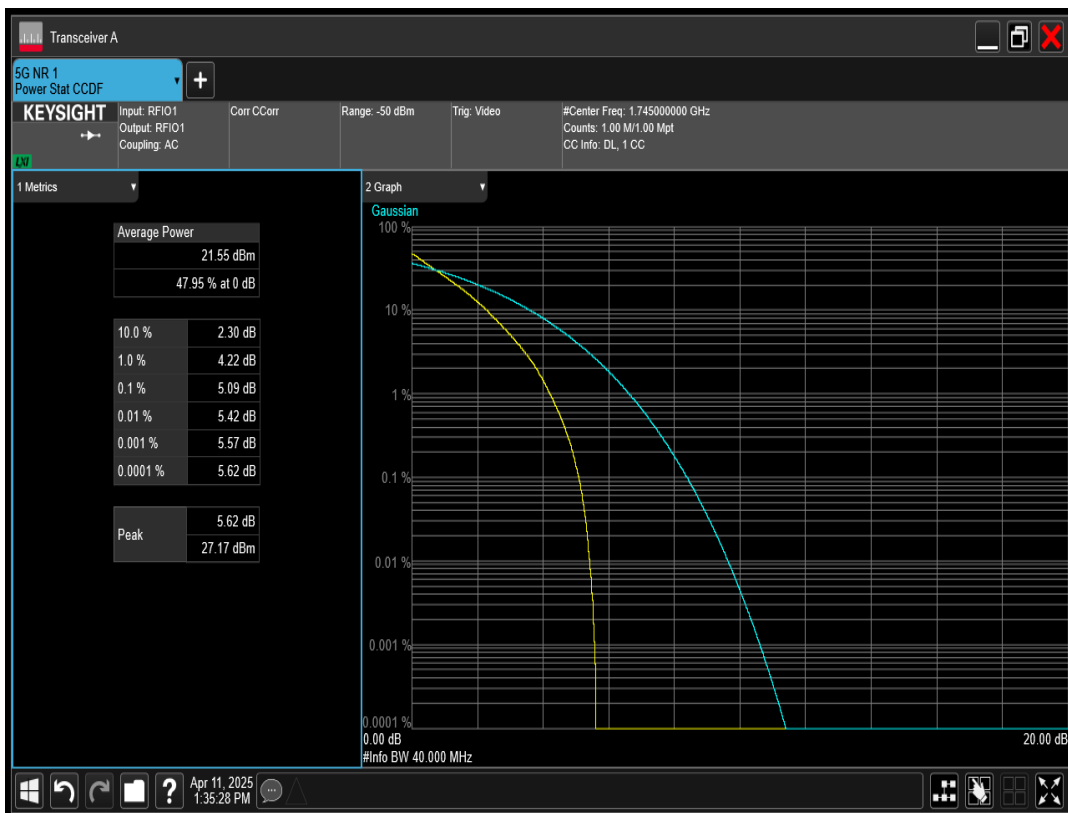 Transceiver A
5G NR 1
Power Stat CCDF
+
KEYSIGHT
LXI
Input: RFIO1
Output: RFIO1
Coupling: AC
Corr CCorr
Range: -50 dBm
Trig: Video
#Center Freq: 1.745000000 GHz
Counts: 1.00 M/1.00 Mpt
CC Info: DL, 1 CC
1 Metrics
Average Power
21.55 dBm
47.95 % at 0 dB
10.0 % 2.30 dB
1.0 % 4.22 dB
0.1 % 5.09 dB
0.01 % 5.42 dB
0.001 % 5.57 dB
0.0001 % 5.62 dB
Peak 5.62 dB
27.17 dBm
2 Graph
Gaussian
100 %
10 %
1 %
0.1 %
0.01 %
0.001 %
0.0001 %
0.00 dB 20.00 dB
#Info BW 40.000 MHz
?
Apr 11, 2025
1:35:28 PM